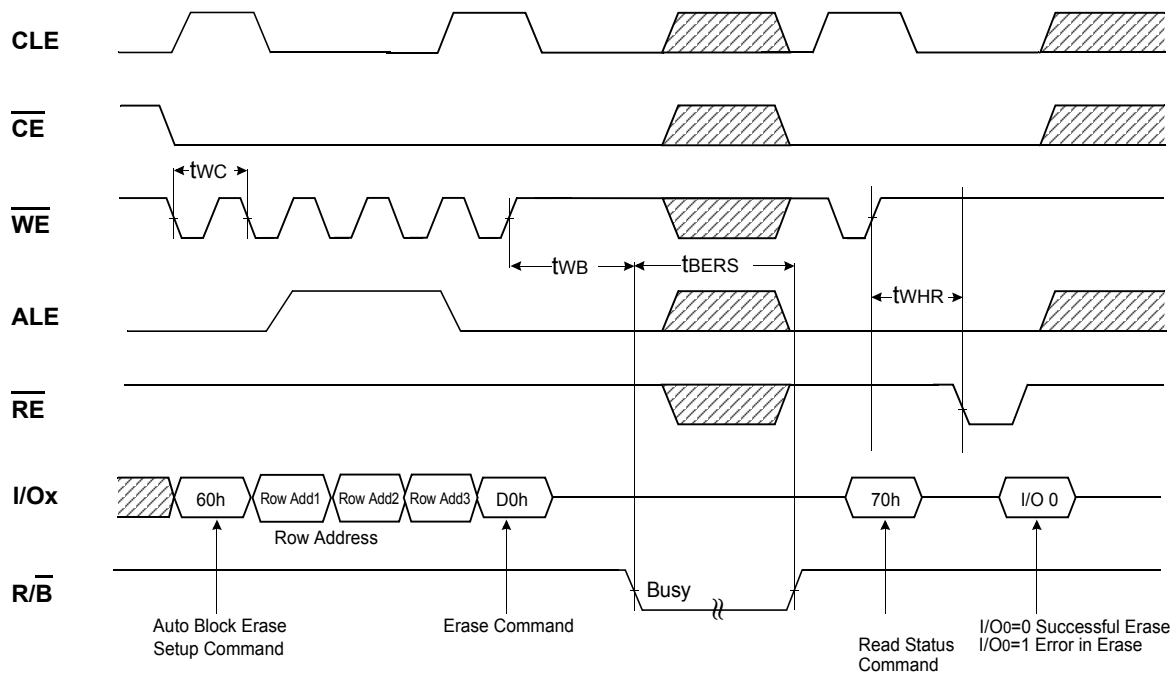 CLE
CE
tWC
WE
tWB
tBERS
tWHR
ALE
RE
I/Ox
60h
Row Add1
Row Add2
Row Add3
D0h
70h
I/O 0
Row Address
R/B
Busy
Auto Block Erase
Setup Command
Erase Command
Read Status
Command
I/O0=0 Successful Erase
I/O0=1 Error in Erase